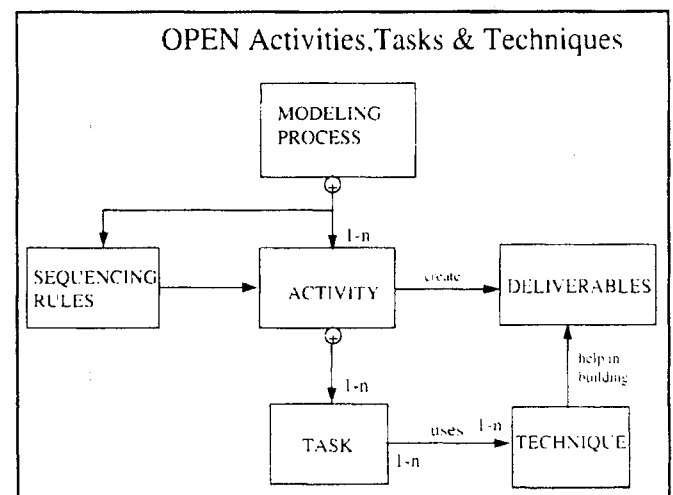 OPEN Activities,Tasks & Techniques
MODELING
PROCESS
1-n
SEQUENCING
RULES
ACTIVITY
create
DELIVERABLES
1-n
help in
building
TASK
uses
1-n
1-n
TECHNIQUE